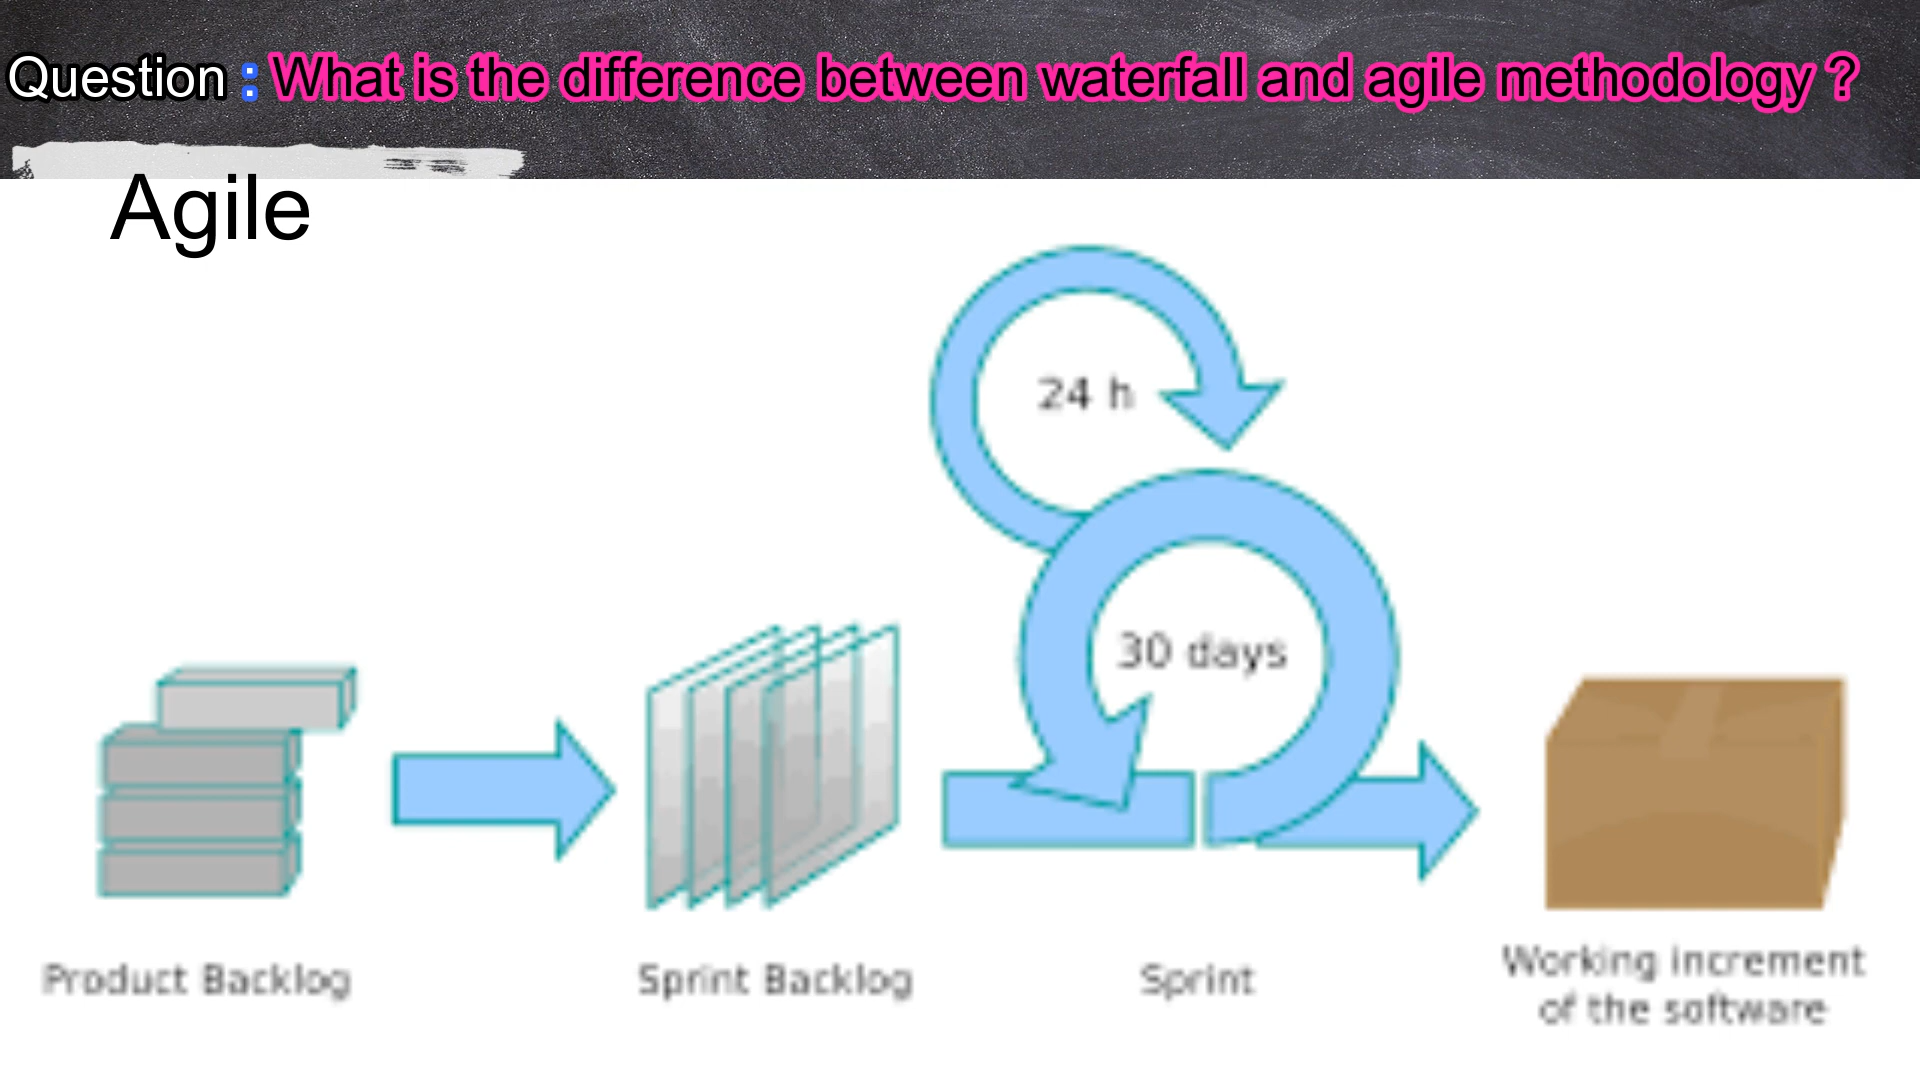 Question : What is the difference between waterfall and agile methodology ?
Agile
24 h
30 days
Product Backlog
Sprint Backlog
Sprint
Working increment
of the software